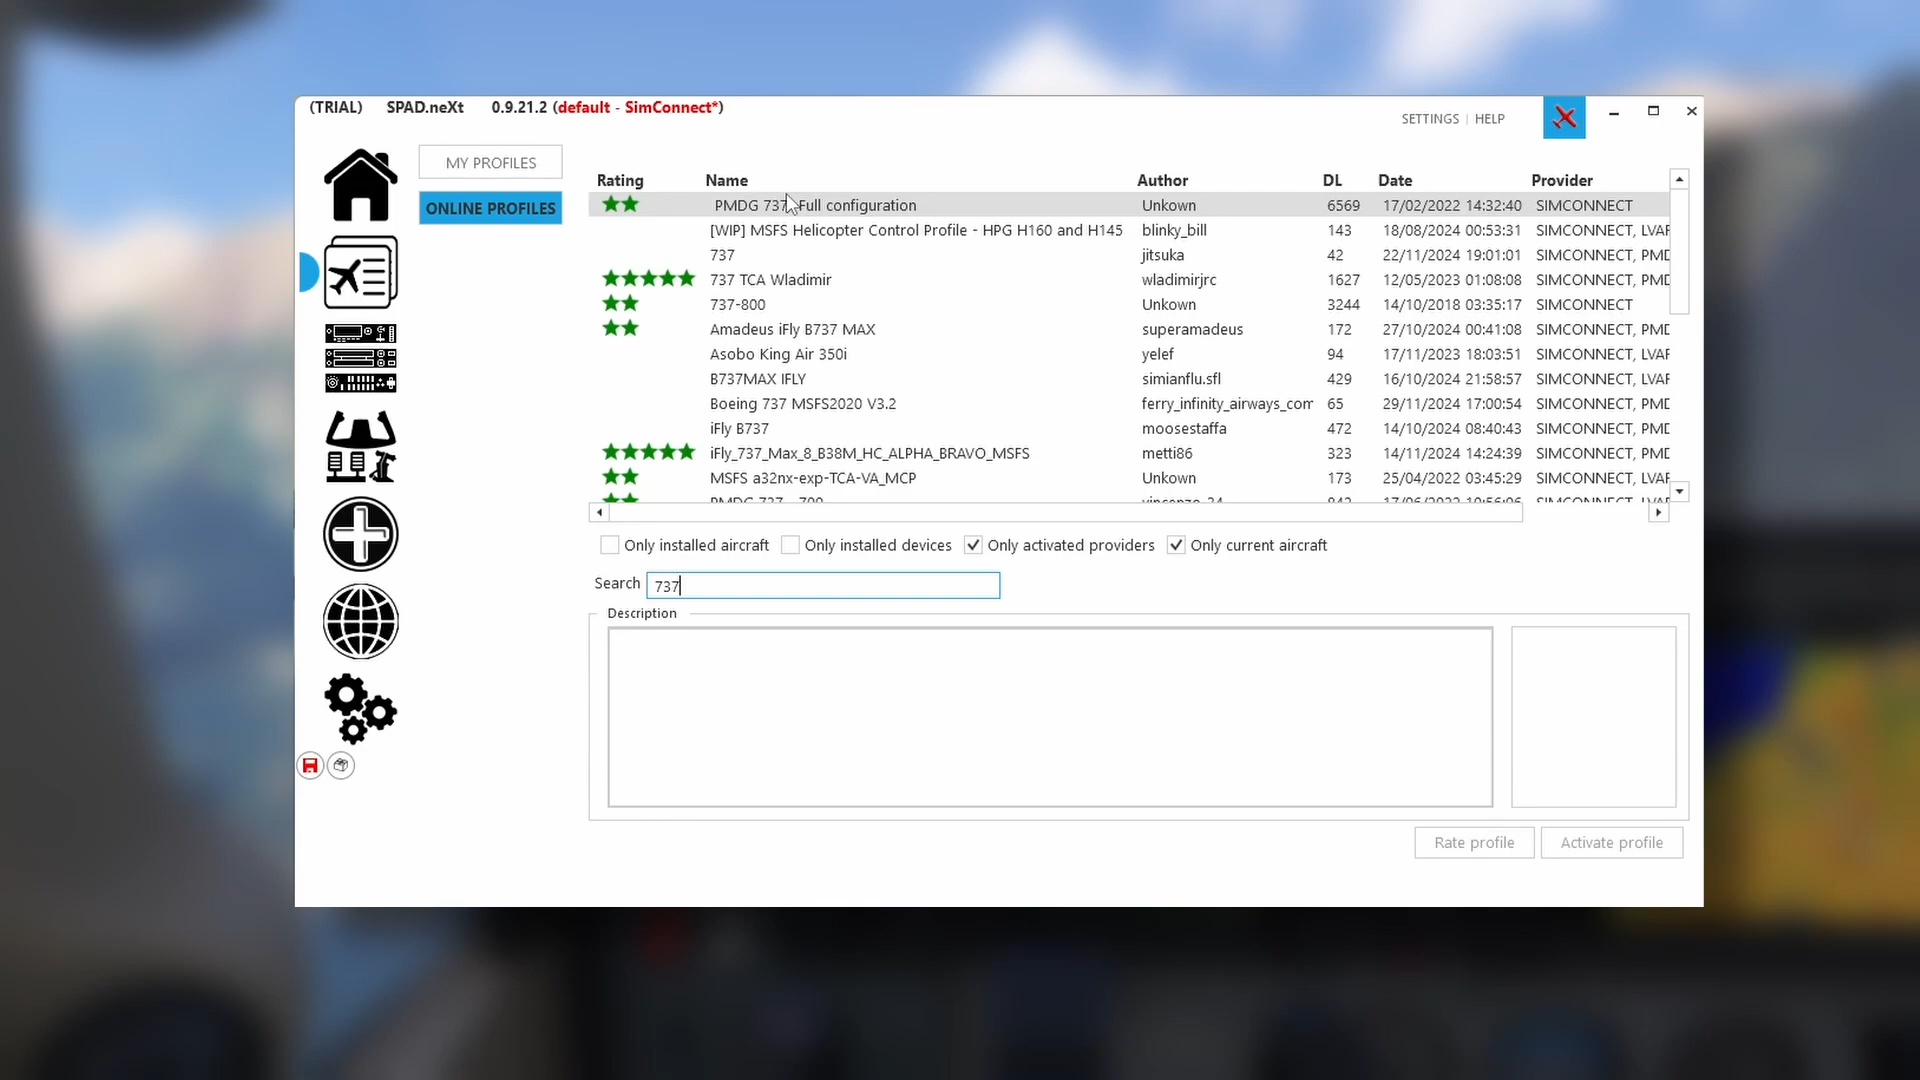 (TRIAL) SPAD.neXt 0.9.21.2 (default - SimConnect*)
SETTINGS | HELP
MY PROFILES
ONLINE PROFILES
Rating Name Author DL Date Provider
PMDG 737 Full configuration Unkown 6569 17/02/2022 14:32:40 SIMCONNECT
[WIP] MSFS Helicopter Control Profile - HPG H160 and H145 blinky_bill 143 18/08/2024 00:53:31 SIMCONNECT, LVAR
737 jitsuka 42 22/11/2024 19:01:01 SIMCONNECT, PMD
737 TCA Wladimir wladimirjrc 1627 12/05/2023 01:08:08 SIMCONNECT, PMD
737-800 Unkown 3244 14/10/2018 03:35:17 SIMCONNECT
Amadeus iFly B737 MAX superamadeus 172 27/10/2024 00:41:08 SIMCONNECT, PMD
Asobo King Air 350i yelef 94 17/11/2023 18:03:51 SIMCONNECT, LVAR
B737MAX IFLY simianflu.sfl 429 16/10/2024 21:58:57 SIMCONNECT, LVAR
Boeing 737 MSFS2020 V3.2 ferry_infinity_airways_com 65 29/11/2024 17:00:54 SIMCONNECT, PMD
iFly B737 moosestaffa 472 14/10/2024 08:40:43 SIMCONNECT, PMD
iFly_737_Max_8_B38M_HC_ALPHA_BRAVO_MSFS metti86 323 14/11/2024 14:24:39 SIMCONNECT, PMD
MSFS a32nx-exp-TCA-VA_MCP Unkown 173 25/04/2022 03:45:29 SIMCONNECT, LVAR
Only installed aircraft Only installed devices Only activated providers Only current aircraft
Search 737
Description
Rate profile Activate profile